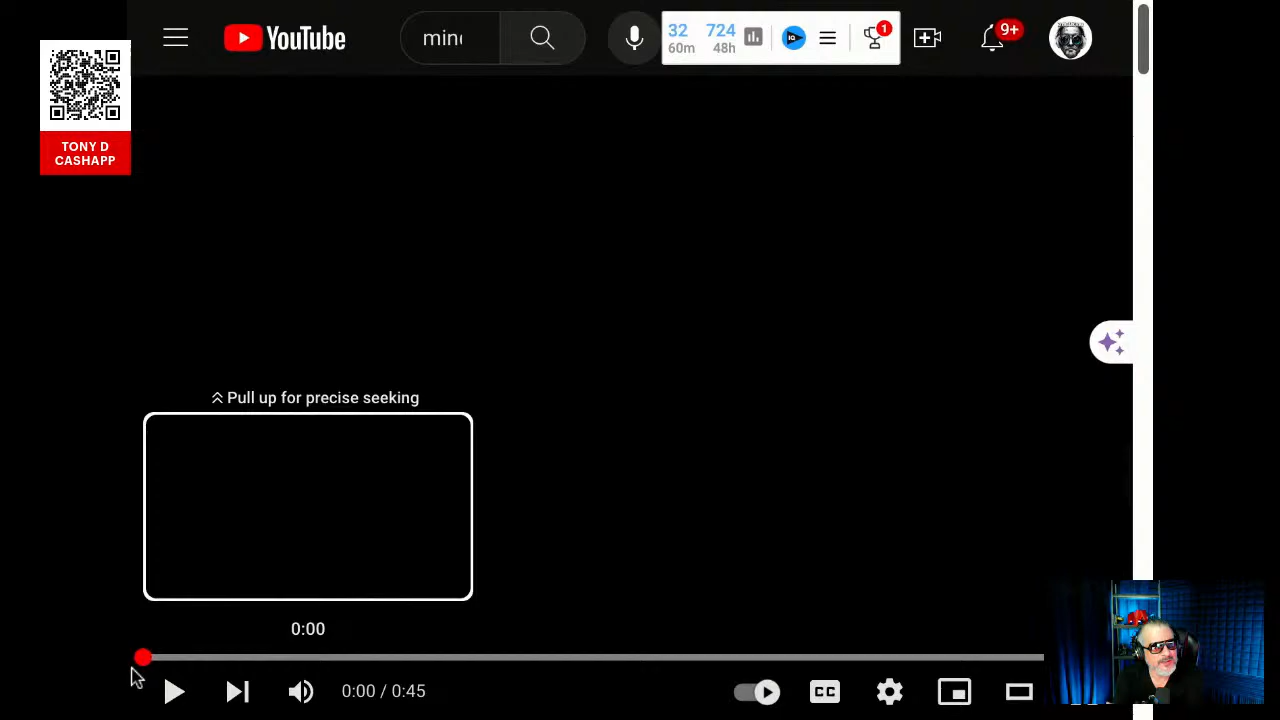 YouTube
min
32
60m
724
48h
IQ
1
9+
TONY D
CASHAPP
Pull up for precise seeking
0:00
0:00 / 0:45
CC